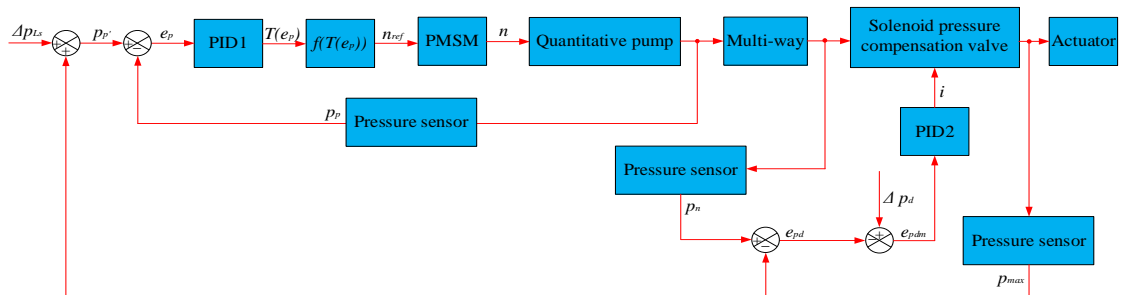 Δp_Ls
p_p'
e_p
PID1
T(e_p)
f(T(e_p))
n_ref
PMSM
n
Quantitative pump
Multi-way
Solenoid pressure
compensation valve
Actuator
p_p
Pressure sensor
i
PID2
Pressure sensor
p_n
Δ p_d
e_pd
e_pdm
Pressure sensor
p_max